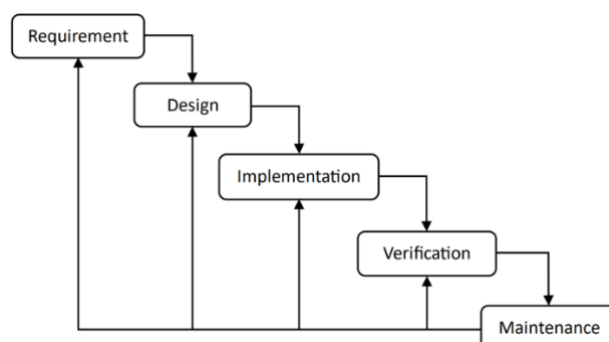 Requirement
Design
Implementation
Verification
Maintenance